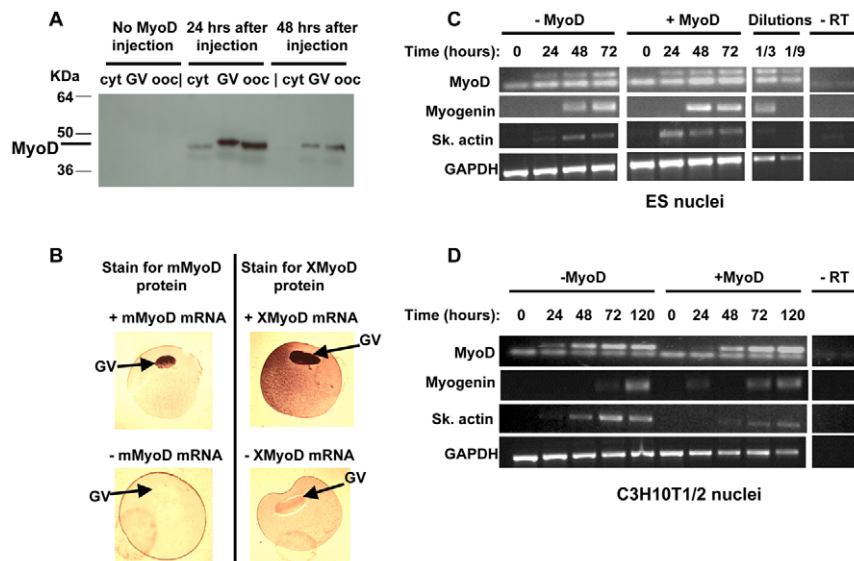 A
No MyoD injection
24 hrs after injection
48 hrs after injection
cyt GV ooc| cyt GV ooc | cyt GV ooc
KDa
64
50
MyoD
36
B
Stain for mMyoD protein
Stain for XMyoD protein
+ mMyoD mRNA
+ XMyoD mRNA
GV
GV
- mMyoD mRNA
- XMyoD mRNA
GV
GV
C
- MyoD
+ MyoD
Dilutions
- RT
Time (hours): 0 24 48 72 0 24 48 72 1/3 1/9
MyoD
Myogenin
Sk. actin
GAPDH
ES nuclei
D
-MyoD
+MyoD
- RT
Time (hours): 0 24 48 72 120 0 24 48 72 120
MyoD
Myogenin
Sk. actin
GAPDH
C3H10T1/2 nuclei